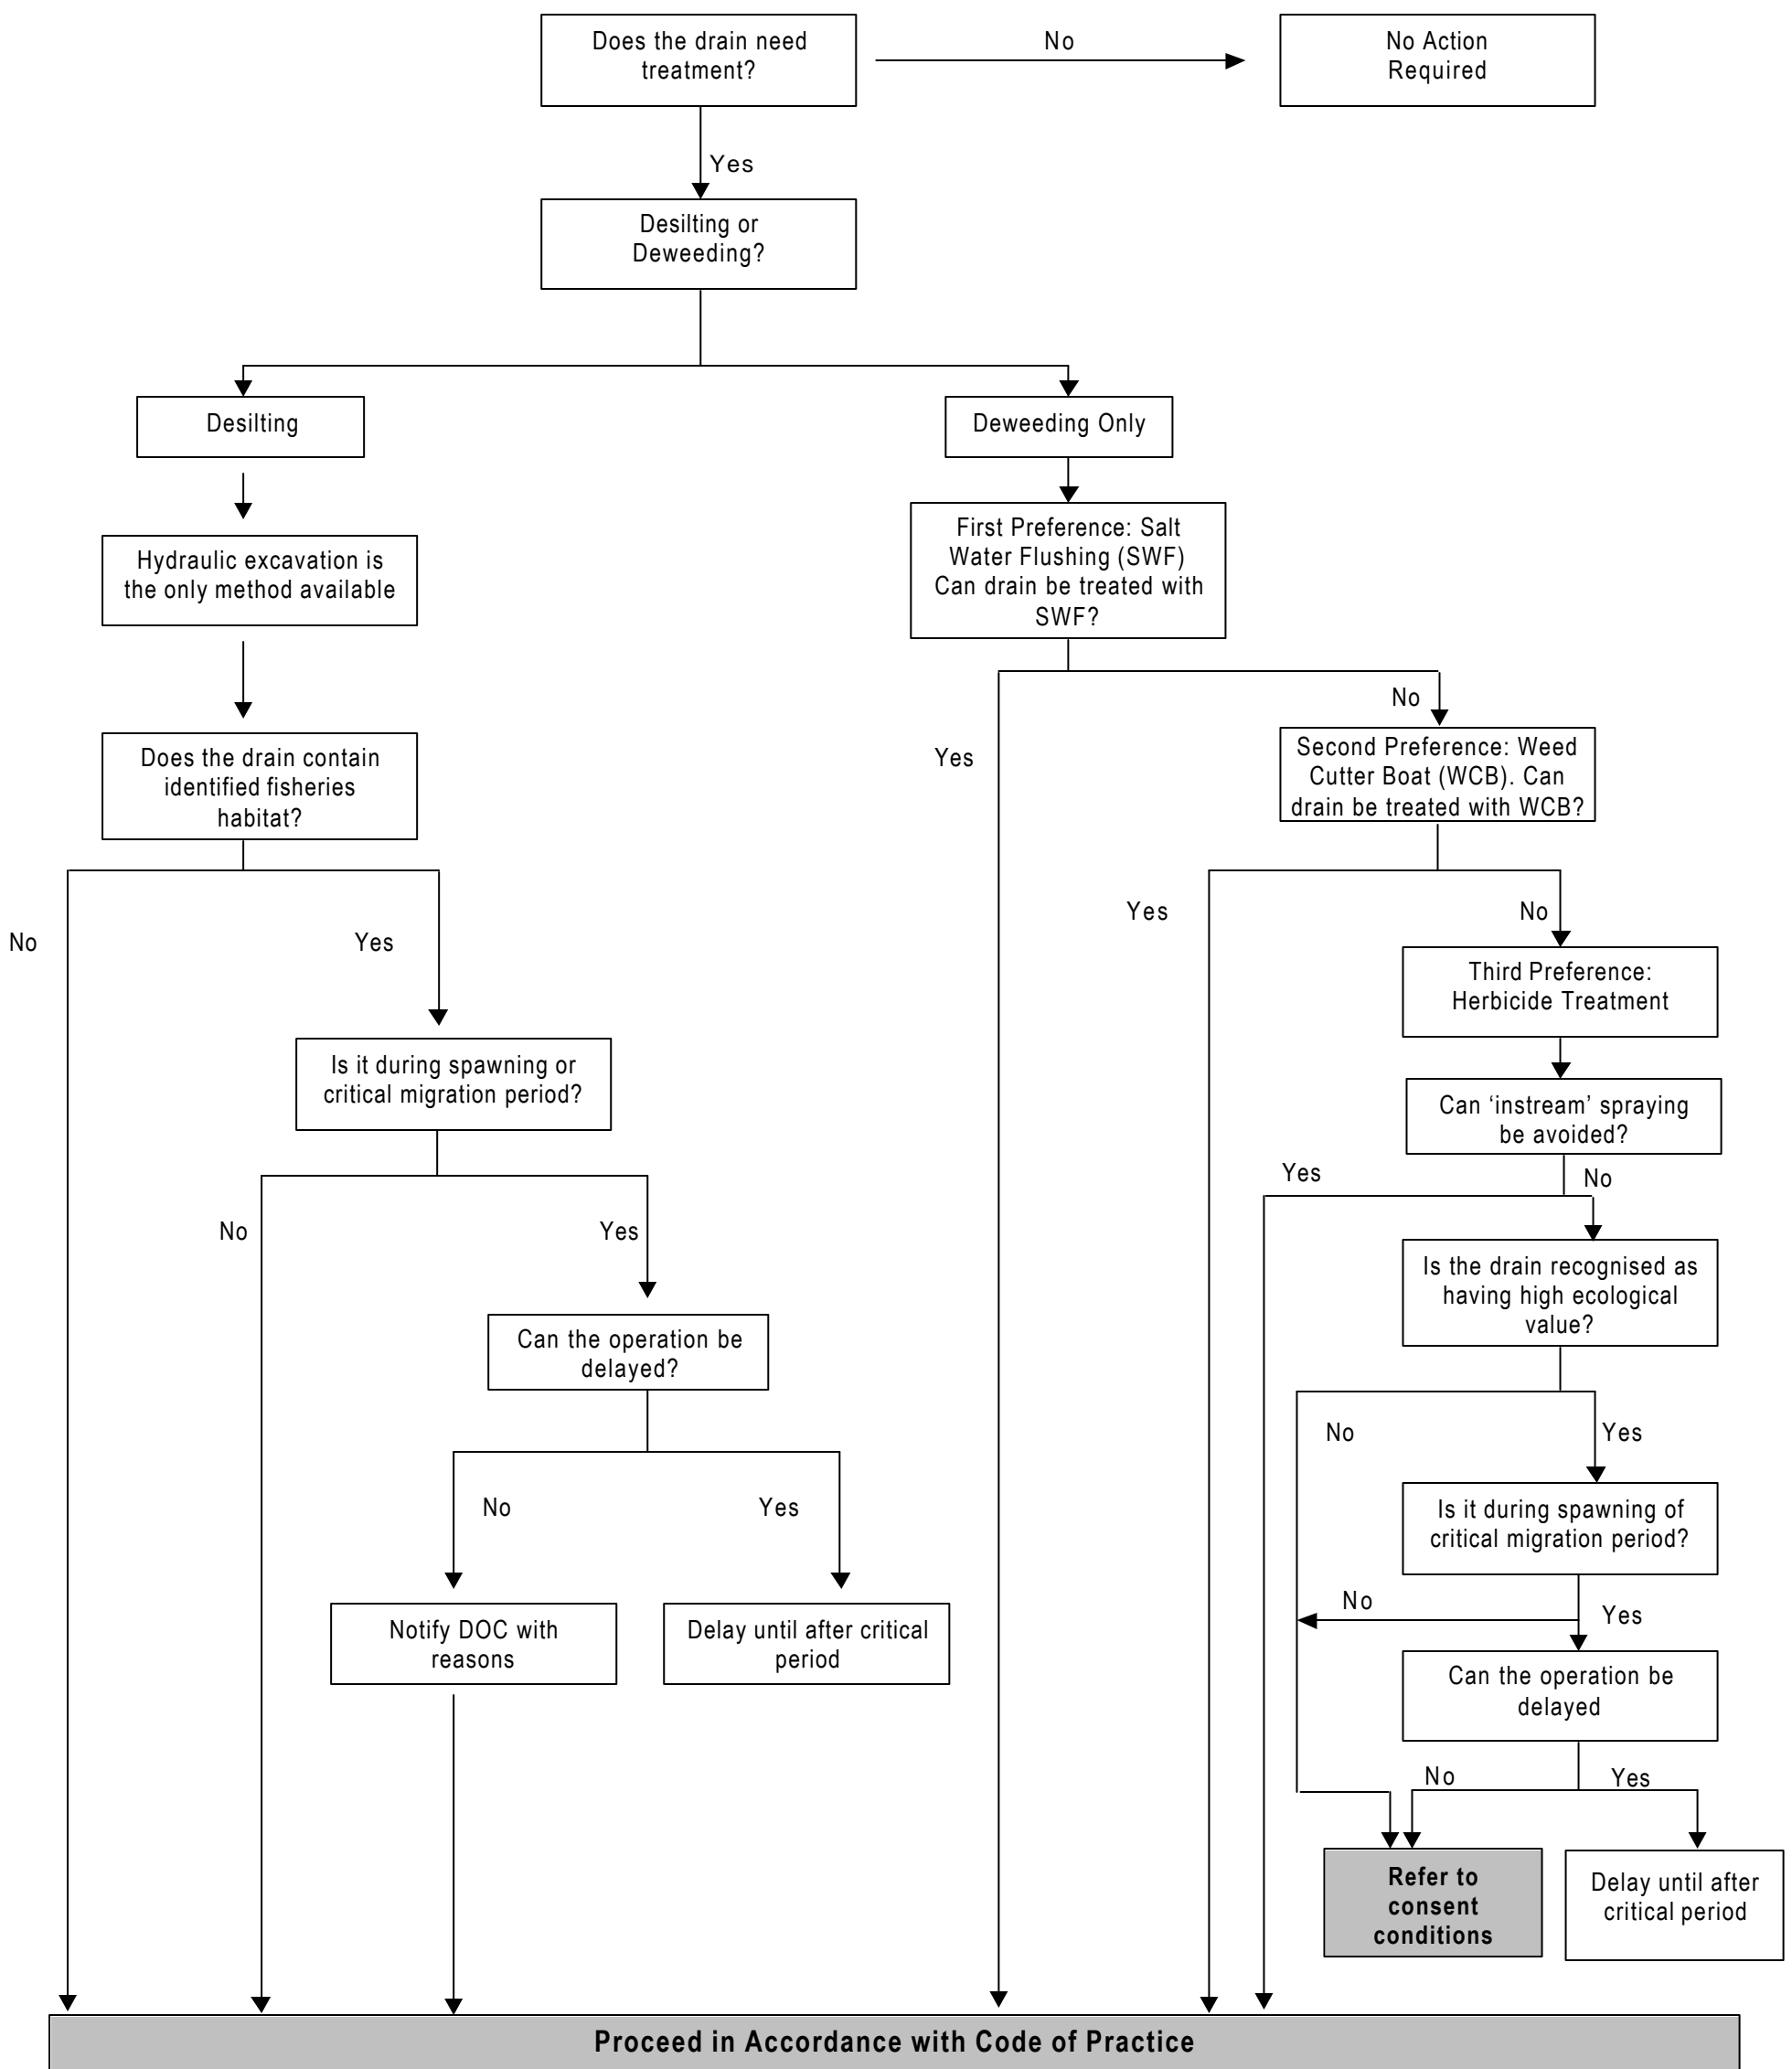 Does the drain need
treatment?
No
No Action
Required
Yes
Desilting or
Deweeding?
Desilting
Deweeding Only
Hydraulic excavation is
the only method available
First Preference: Salt
Water Flushing (SWF)
Can drain be treated with
SWF?
Does the drain contain
identified fisheries
habitat?
Yes
No
Second Preference: Weed
Cutter Boat (WCB). Can
drain be treated with WCB?
No
Yes
Yes
No
Third Preference:
Herbicide Treatment
Is it during spawning or
critical migration period?
Can ‘instream’ spraying
be avoided?
Yes
No
No
Yes
Is the drain recognised as
having high ecological
value?
Can the operation be
delayed?
No
Yes
No
Yes
Is it during spawning of
critical migration period?
No
Yes
Notify DOC with
reasons
Delay until after critical
period
Can the operation be
delayed
No
Yes
Refer to
consent
conditions
Delay until after
critical period
Proceed in Accordance with Code of Practice